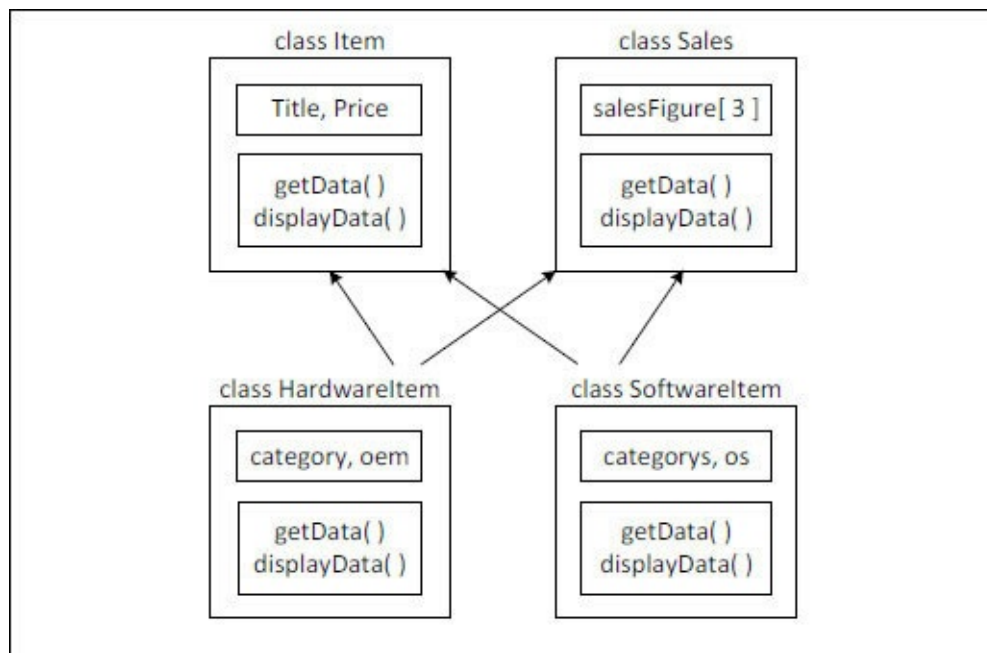 class Item
class Sales
Title, Price
salesFigure[ 3 ]
getData( )
displayData( )
getData( )
displayData( )
class HardwareItem
class SoftwareItem
category, oem
categorys, os
getData( )
displayData( )
getData( )
displayData( )